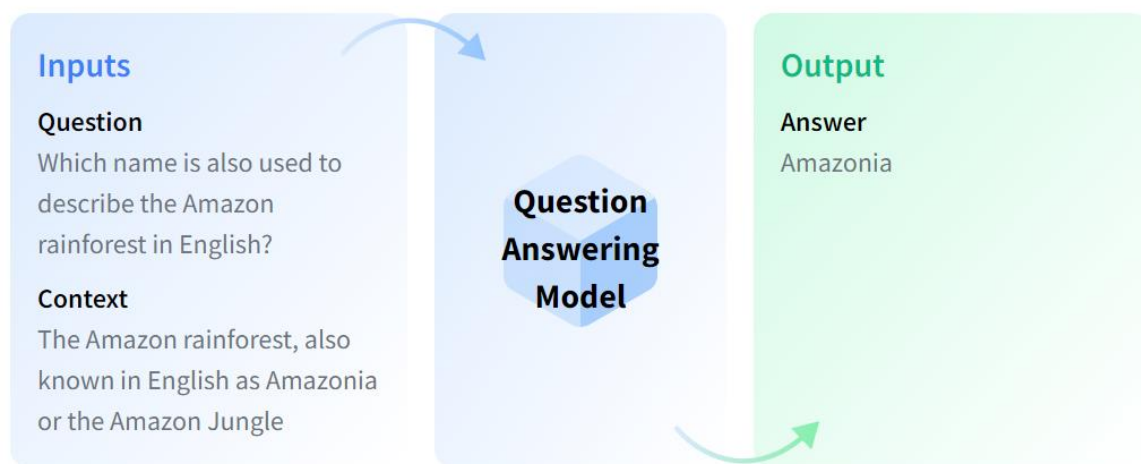 Inputs
Question
Which name is also used to
describe the Amazon
rainforest in English?
Context
The Amazon rainforest, also
known in English as Amazonia
or the Amazon Jungle
Question
Answering
Model
Output
Answer
Amazonia